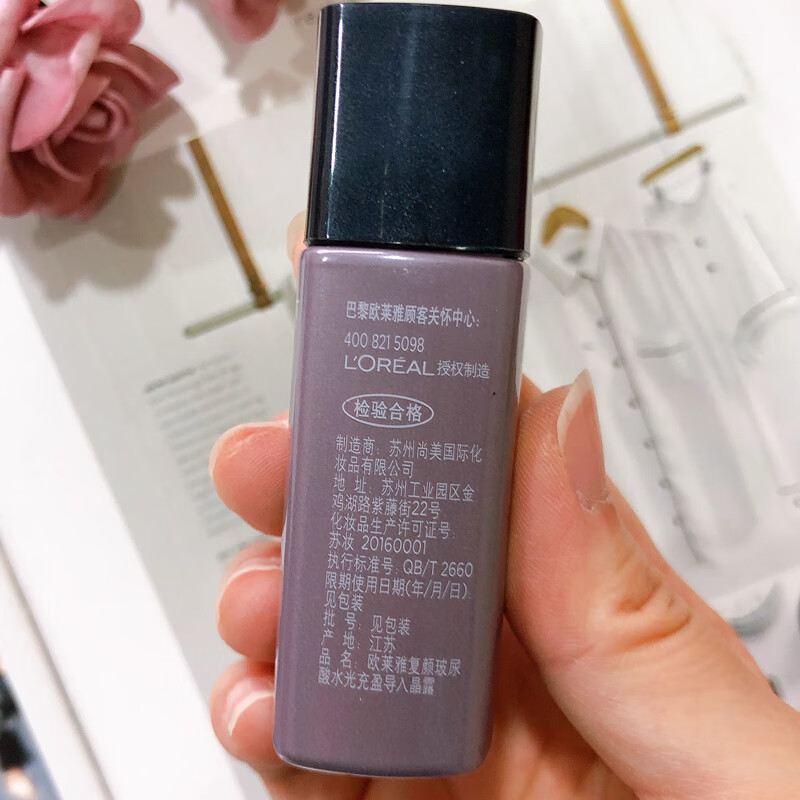 巴黎欧莱雅顾客关怀中心:
400 821 5098
L'ORÉAL 授权制造
检验合格
制造商: 苏州尚美国际化
妆品有限公司
地 址: 苏州工业园区金
鸡湖路紫藤街22号
化妆品生产许可证号:
苏妆 20160001
执行标准号: QB/T 2660
限期使用日期(年/月/日):
见包装
批 号: 见包装
产 地: 江苏
品 名: 欧莱雅复颜玻尿
酸水光充盈导入晶露